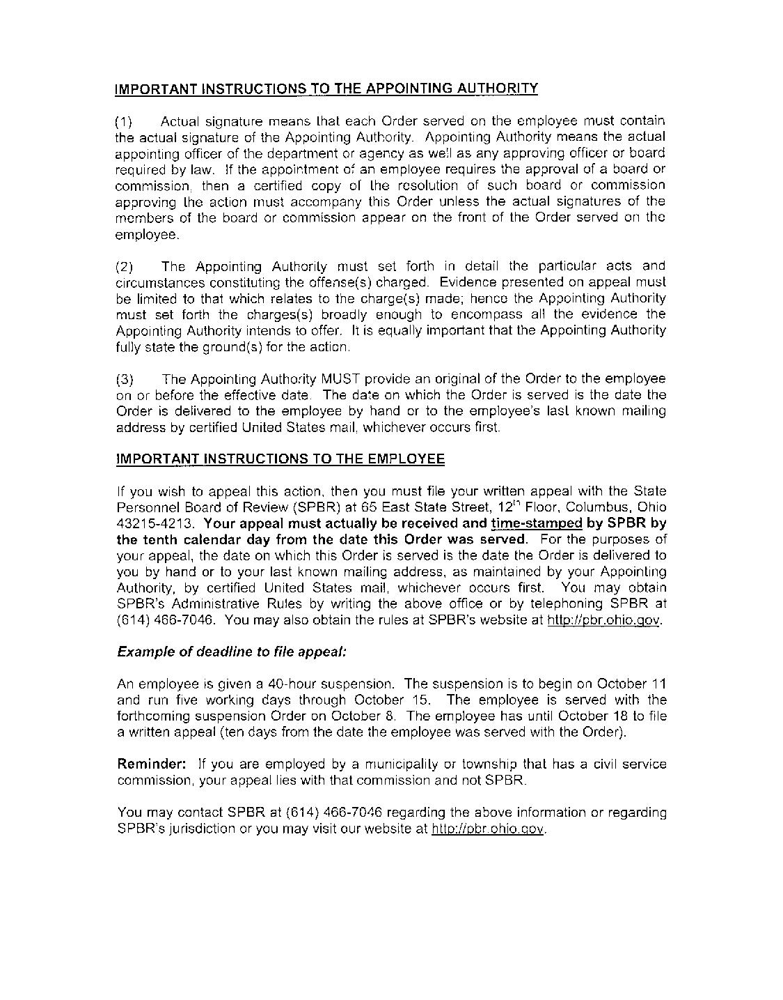 IMPORTANT INSTRUCTIONS TO THE APPOINTING AUTHORITY
(1) Actual signature means that each Order served on the employee must contain
the actual signature of the Appointing Authority. Appointing Authority means the actual
appointing officer of the department or agency as well as any approving officer or board
required by law. If the appointment of an employee requires the approval of a board or
commission, then a certified copy of the resolution of such board or commission
approving the action must accompany this Order unless the actual signatures of the
members of the board or commission appear on the front of the Order served on the
employee.
(2) The Appointing Authority must set forth in detail the particular acts and
circumstances constituting the offense(s) charged. Evidence presented on appeal must
be limited to that which relates to the charge(s) made; hence the Appointing Authority
must set forth the charges(s) broadly enough to encompass all the evidence the
Appointing Authority intends to offer. It is equally important that the Appointing Authority
fully state the ground(s) for the action.
(3) The Appointing Authority MUST provide an original of the Order to the employee
on or before the effective date. The date on which the Order is served is the date the
Order is delivered to the employee by hand or to the employee's last known mailing
address by certified United States mail, whichever occurs first.
IMPORTANT INSTRUCTIONS TO THE EMPLOYEE
If you wish to appeal this action, then you must file your written appeal with the State
Personnel Board of Review (SPBR) at 65 East State Street, 12th Floor, Columbus, Ohio
43215-4213. Your appeal must actually be received and time-stamped by SPBR by
the tenth calendar day from the date this Order was served. For the purposes of
your appeal, the date on which this Order is served is the date the Order is delivered to
you by hand or to your last known mailing address, as maintained by your Appointing
Authority, by certified United States mail, whichever occurs first. You may obtain
SPBR's Administrative Rules by writing the above office or by telephoning SPBR at
(614) 466-7046. You may also obtain the rules at SPBR's website at http://pbr.ohio.gov.
Example of deadline to file appeal:
An employee is given a 40-hour suspension. The suspension is to begin on October 11
and run five working days through October 15. The employee is served with the
forthcoming suspension Order on October 8. The employee has until October 18 to file
a written appeal (ten days from the date the employee was served with the Order).
Reminder: If you are employed by a municipality or township that has a civil service
commission, your appeal lies with that commission and not SPBR.
You may contact SPBR at (614) 466-7046 regarding the above information or regarding
SPBR's jurisdiction or you may visit our website at http://pbr.ohio.gov.